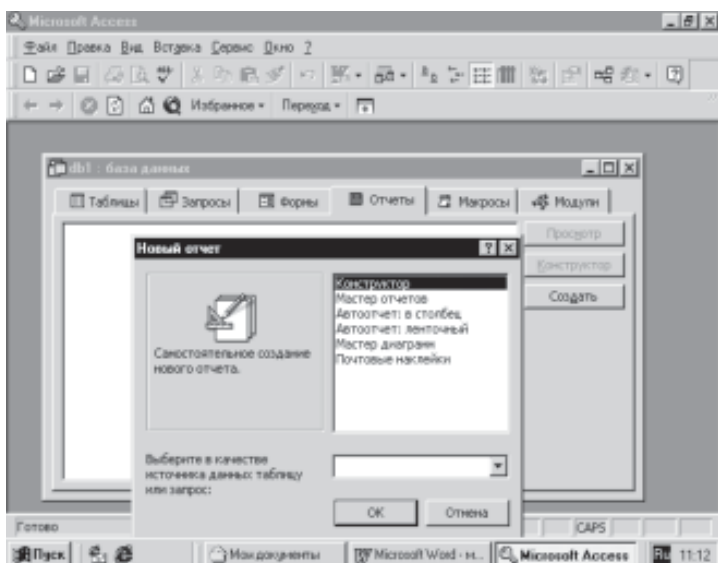 Microsoft Access
Файл Правка Вид Вставка Сервис Окно ?
Избранное Переход
db1 : база данных
Таблицы Запросы Формы Отчеты Макросы Модули
Просмотр
Конструктор
Создать
Новый отчет
Самостоятельное создание
нового отчета.
Конструктор
Мастер отчетов
Автоотчет: в столбец
Автоотчет: ленточный
Мастер диаграмм
Почтовые наклейки
Выберите в качестве
источника данных таблицу
или запрос:
ОК Отмена
Готово CAPS
Пуск Мои документы Microsoft Word - м... Microsoft Access Ru 11:12